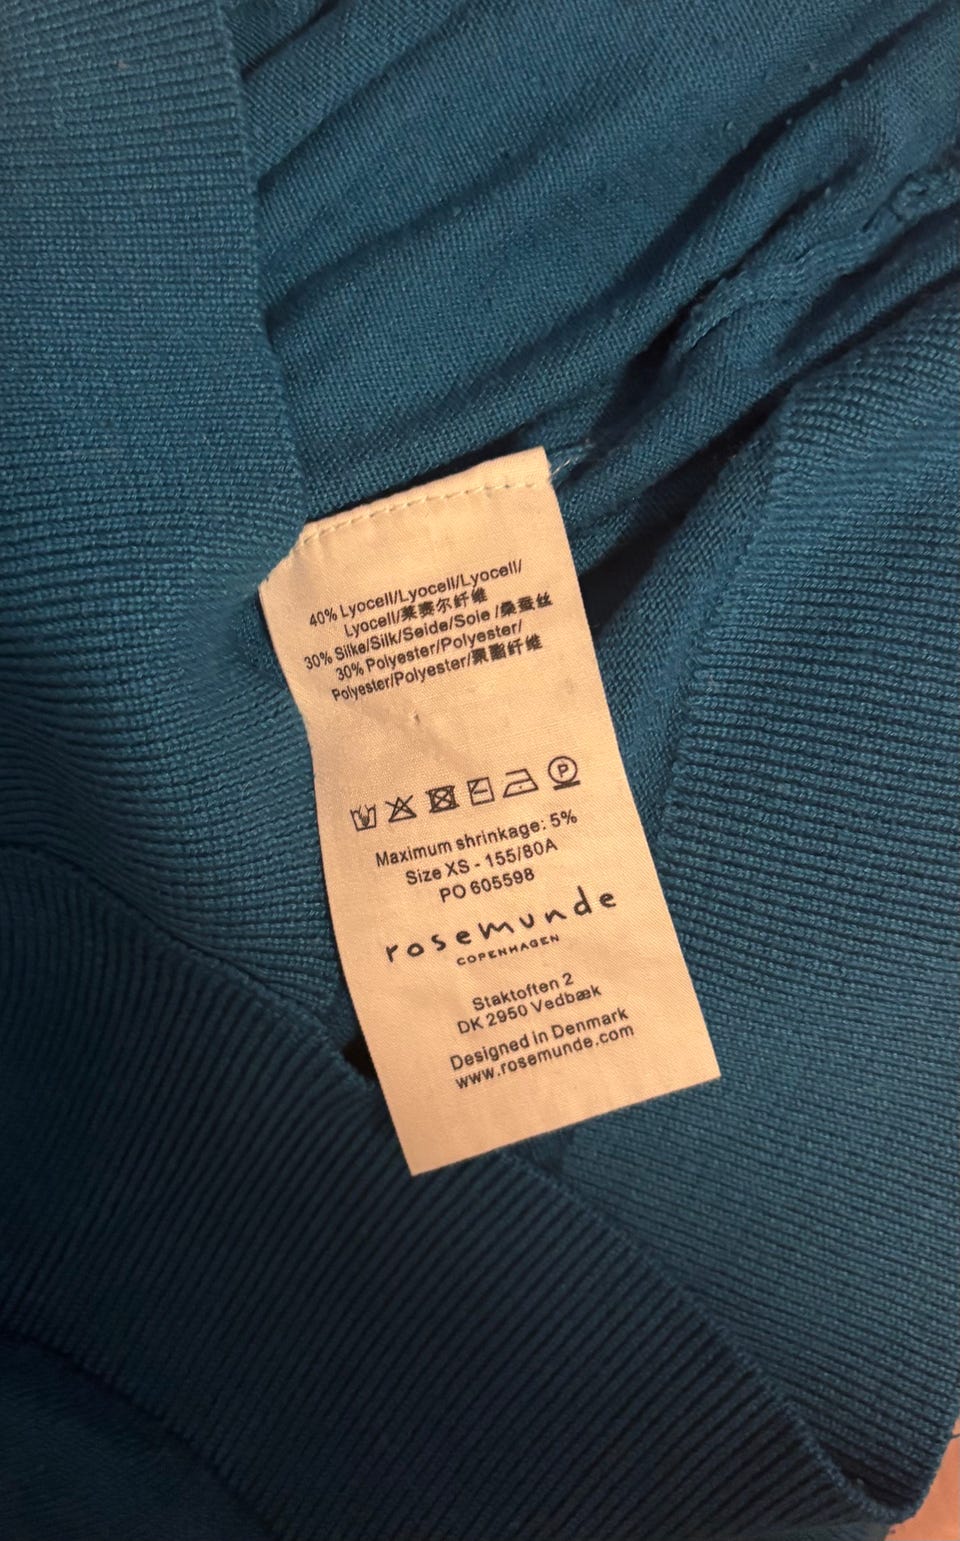 40% Lyocell/Lyocell/Lyocell/
Lyocell/莱赛尔纤维
30% Silke/Silk/Seide/Soie /桑蚕丝
30% Polyester/Polyester/
Polyester/Polyester/聚酯纤维
P
Maximum shrinkage: 5%
Size XS - 155/80A
PO 605598
rosemunde
COPENHAGEN
Staktoften 2
DK 2950 Vedbæk
Designed in Denmark
www.rosemunde.com